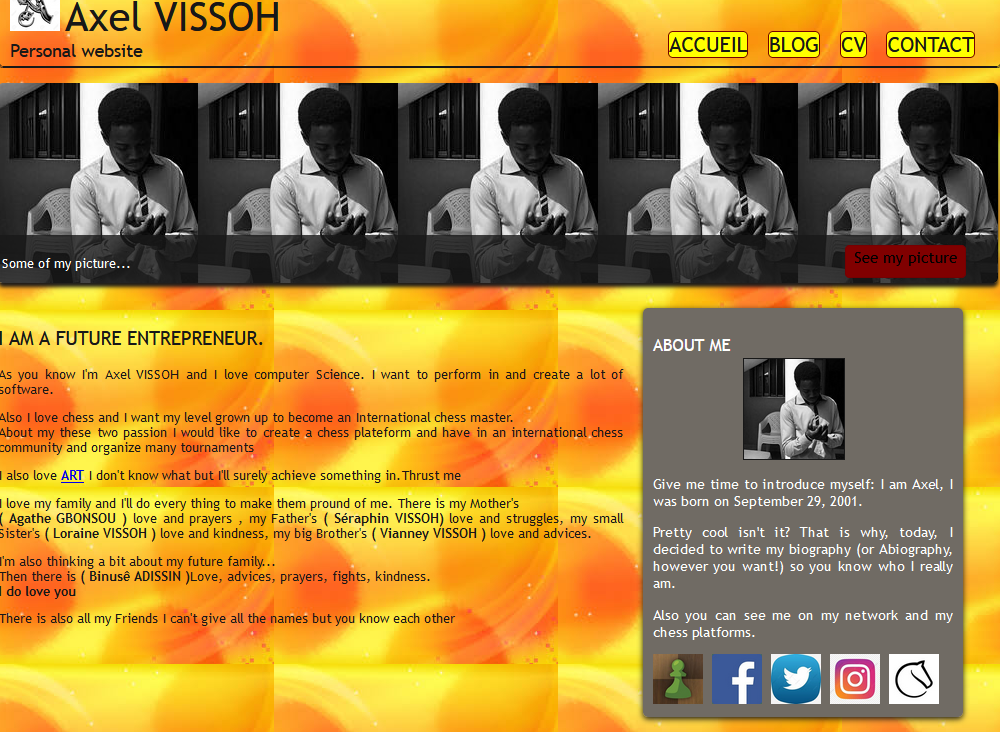 Axel VISSOH
Personal website
ACCUEIL BLOG CV CONTACT
Some of my picture...
See my picture
I AM A FUTURE ENTREPRENEUR.
As you know I'm Axel VISSOH and I love computer Science. I want to perform in and create a lot of
software.
Also I love chess and I want my level grown up to become an International chess master.
About my these two passion I would like to create a chess plateform and have in an international chess
community and organize many tournaments
I also love ART I don't know what but I'll surely achieve something in.Thrust me
I love my family and I'll do every thing to make them pround of me. There is my Mother's
( Agathe GBONSOU ) love and prayers , my Father's ( Séraphin VISSOH) love and struggles, my small
Sister's ( Loraine VISSOH ) love and kindness, my big Brother's ( Vianney VISSOH ) love and advices.
I'm also thinking a bit about my future family...
Then there is ( Binusê ADISSIN )Love, advices, prayers, fights, kindness.
I do love you
There is also all my Friends I can't give all the names but you know each other
ABOUT ME
Give me time to introduce myself: I am Axel, I
was born on September 29, 2001.
Pretty cool isn't it? That is why, today, I
decided to write my biography (or Abiography,
however you want!) so you know who I really
am.
Also you can see me on my network and my
chess platforms.